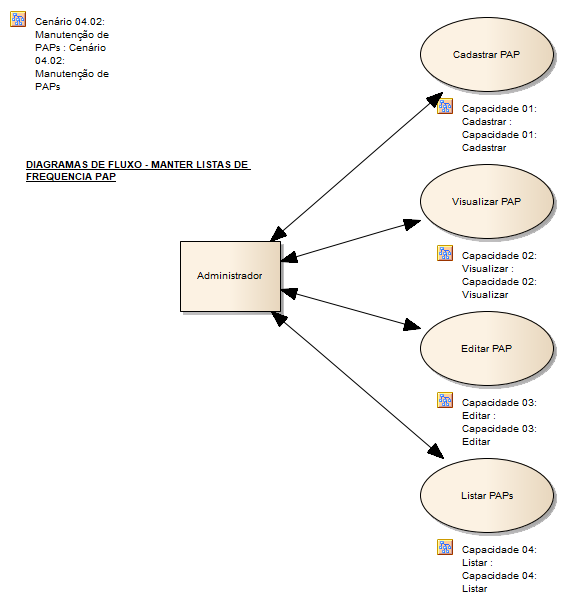 Cenário 04.02:
Manutenção de
PAPs : Cenário
04.02:
Manutenção de
PAPs
DIAGRAMAS DE FLUXO - MANTER LISTAS DE
FREQUENCIA PAP
Administrador
Cadastrar PAP
Capacidade 01:
Cadastrar :
Capacidade 01:
Cadastrar
Visualizar PAP
Capacidade 02:
Visualizar :
Capacidade 02:
Visualizar
Editar PAP
Capacidade 03:
Editar :
Capacidade 03:
Editar
Listar PAPs
Capacidade 04:
Listar :
Capacidade 04:
Listar